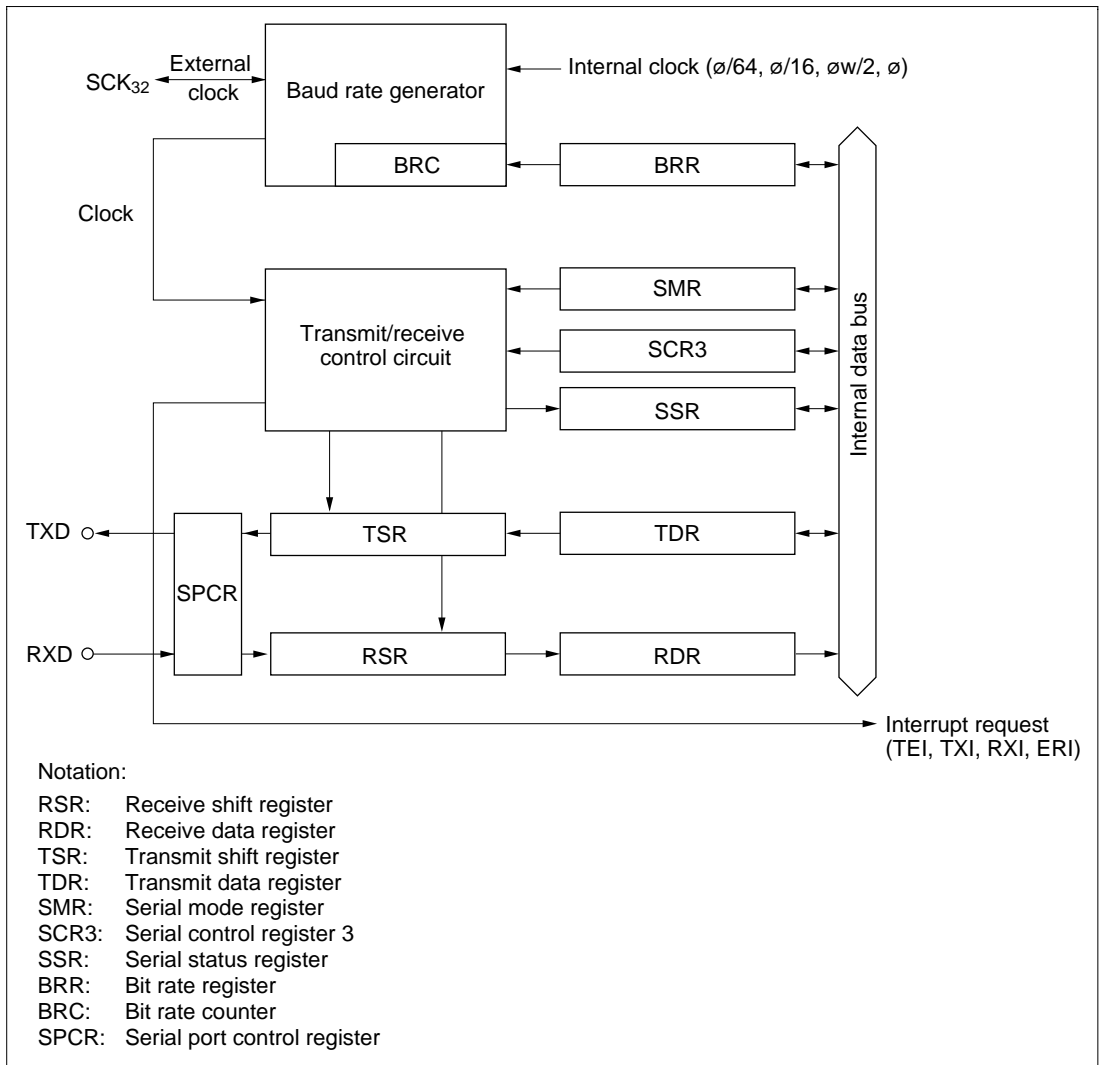 SCK32
External
clock
Baud rate generator
Internal clock (ø/64, ø/16, øw/2, ø)
BRC
BRR
Clock
Transmit/receive
control circuit
SMR
SCR3
SSR
Internal data bus
TXD
SPCR
TSR
TDR
RXD
RSR
RDR
Interrupt request
(TEI, TXI, RXI, ERI)
Notation:
RSR: Receive shift register
RDR: Receive data register
TSR: Transmit shift register
TDR: Transmit data register
SMR: Serial mode register
SCR3: Serial control register 3
SSR: Serial status register
BRR: Bit rate register
BRC: Bit rate counter
SPCR: Serial port control register